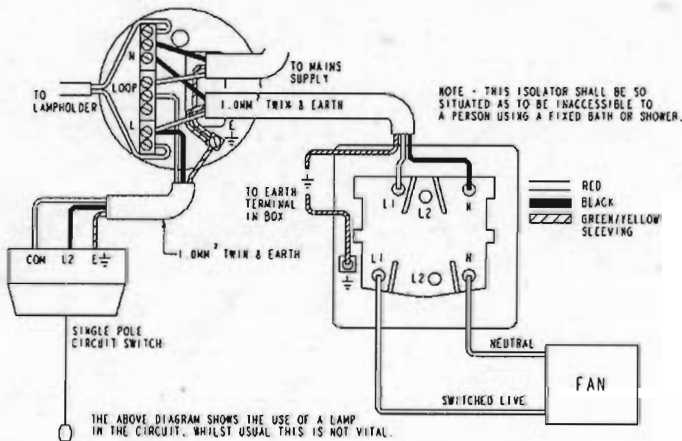 N
LOOP
L
E
TO
LAMPHOLDER
TO MAINS
SUPPLY
1.0MM² TWIN & EARTH
NOTE - THIS ISOLATOR SHALL BE SO
SITUATED AS TO BE INACCESSIBLE TO
A PERSON USING A FIXED BATH OR SHOWER.
TO EARTH
TERMINAL
IN BOX
L1
L2
N
RED
BLACK
GREEN/YELLOW
SLEEVING
1.0MM² TWIN & EARTH
COM L2 E
L1
L2
N
SINGLE POLE
CIRCUIT SWITCH
NEUTRAL
FAN
SWITCHED LIVE
THE ABOVE DIAGRAM SHOWS THE USE OF A LAMP
IN THE CIRCUIT. WHILST USUAL THIS IS NOT VITAL.